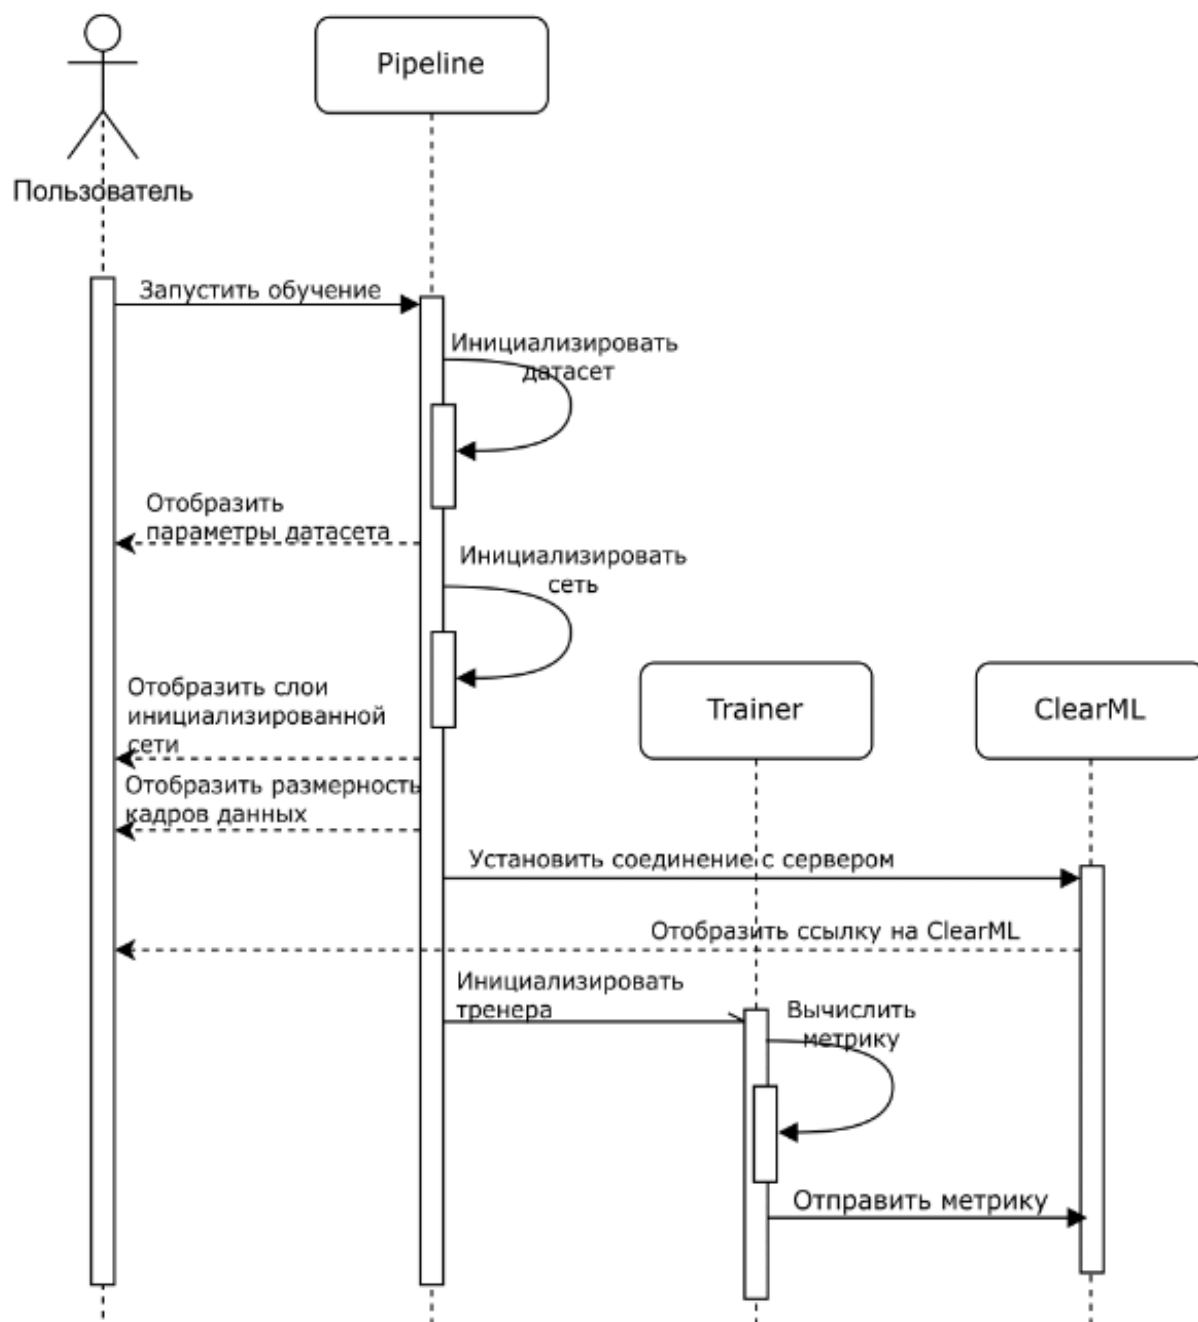 Pipeline
Пользователь
Запустить обучение
Инициализировать
датасет
Отобразить
параметры датасета
Инициализировать
сеть
Trainer
ClearML
Отобразить слои
инициализированной
сети
Отобразить размерность
кадров данных
Установить соединение с сервером
Отобразить ссылку на ClearML
Инициализировать
тренера
Вычислить
метрику
Отправить метрику